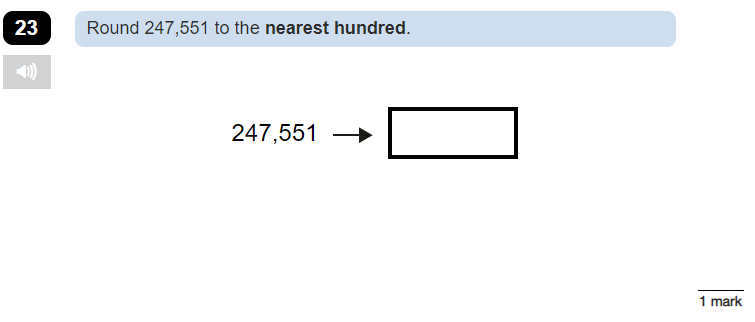 23
Round 247,551 to the nearest hundred.
247,551
1 mark